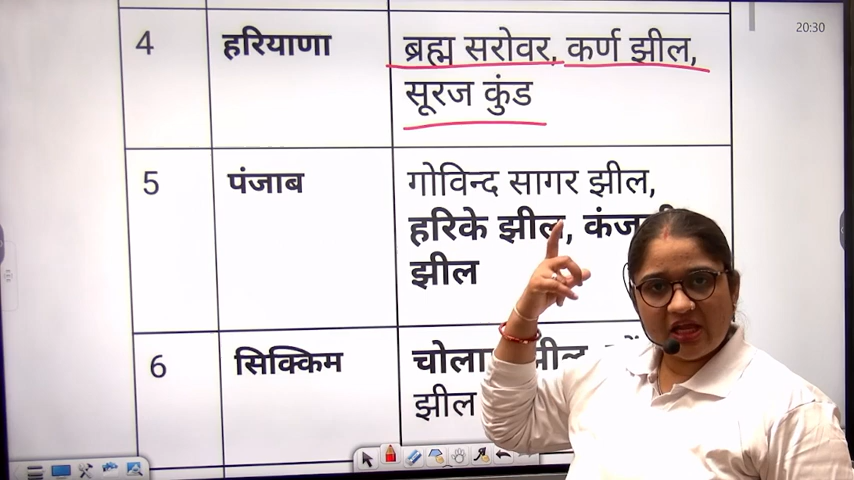 20:30
4 हरियाणा ब्रह्म सरोवर, कर्ण झील,
सूरज कुंड
5 पंजाब गोविन्द सागर झील,
हरिके झील,
झील
6 सिक्किम
झील